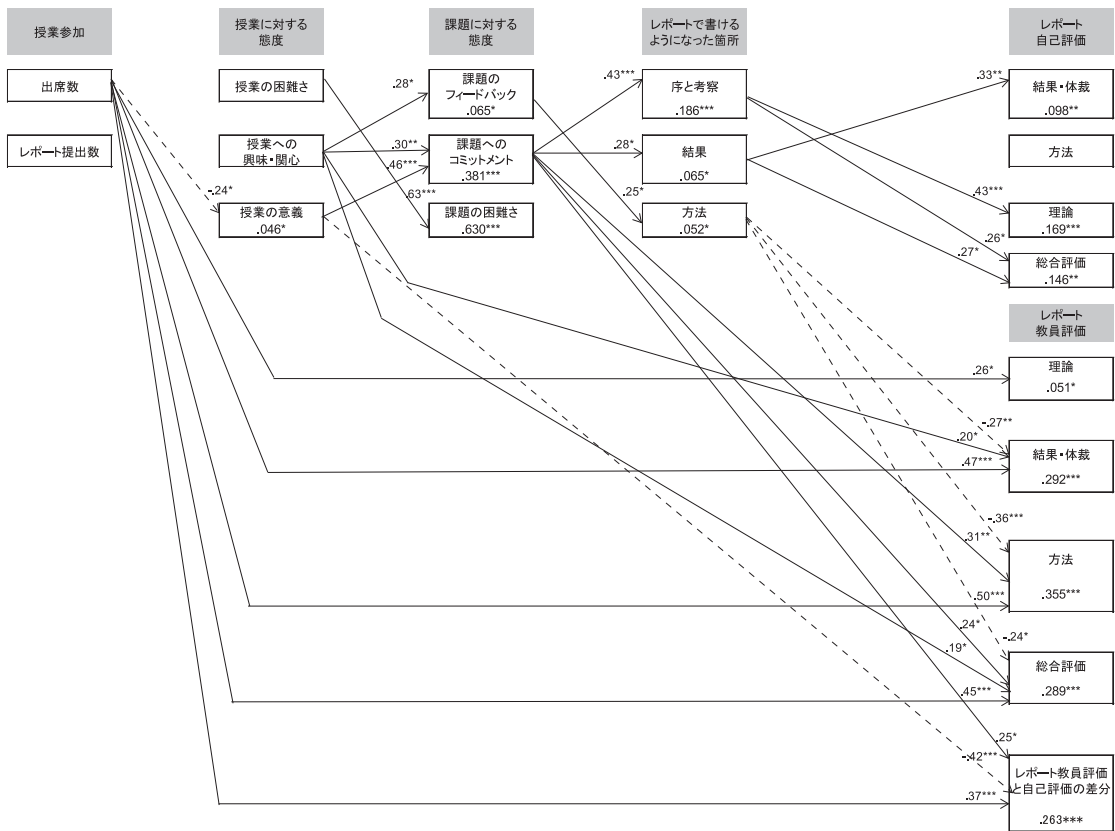 授業参加
授業に対する
態度
課題に対する
態度
レポートで書ける
ようになった箇所
レポート
自己評価
出席数
レポート提出数
授業の困難さ
授業への
興味・関心
授業の意義
.046*
課題の
フィードバック
.065*
課題への
コミットメント
.381***
課題の困難さ
.630***
序と考察
.186***
結果
.065*
方法
.052*
結果・体裁
.098**
方法
理論
.169***
総合評価
.146**
レポート
教員評価
理論
.051*
結果・体裁
.292***
方法
.355***
総合評価
.289***
レポート教員評価
と自己評価の差分
.263***
-.24*
.28*
.30**
.46***
.63***
.43***
.28*
.25*
.33**
.43***
.26*
.27*
.26*
-.27**
.20*
.47***
-.36***
.31**
.50***
.24*
-.24*
.19*
.45***
.25*
-.42***
.37***